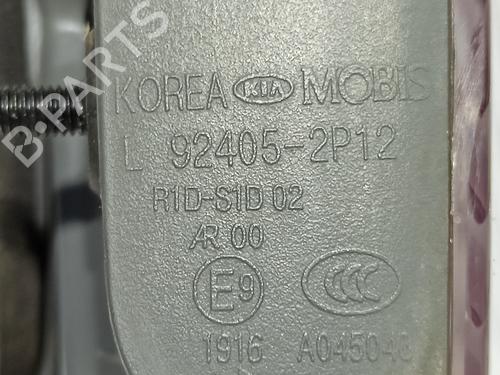 B-PARTS
KOREA KIA MOBIS
L 92405-2P12
R1D-S1D 02
AR 00
E9
1916 A045046